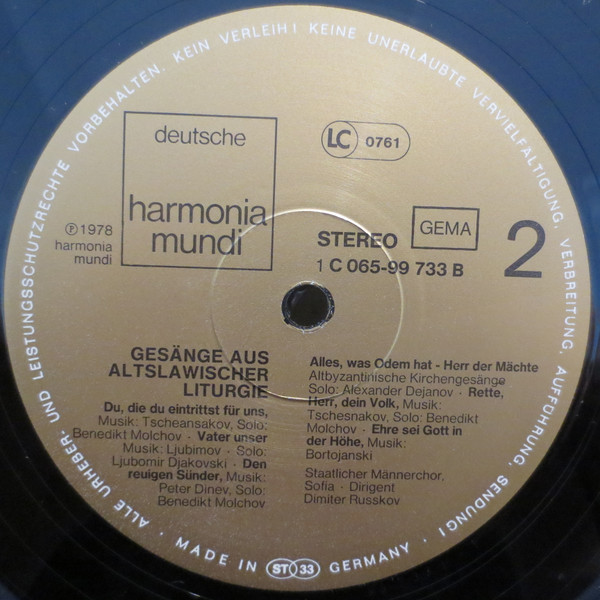 ALLE URHEBER- UND LEISTUNGSSCHUTZRECHTE VORBEHALTEN. KEIN VERLEIH! KEINE UNERLAUBTE VERVIELFÄLTIGUNG, VERBREITUNG, AUFFÜHRUNG, SENDUNG!
deutsche
harmonia
mundi
LC 0761
℗ 1978
harmonia
mundi
STEREO
GEMA
2
1 C 065-99 733 B
GESÄNGE AUS
ALTSLAWISCHER
LITURGIE
Du, die du eintrittst für uns,
Musik: Tscheansakov, Solo:
Benedikt Molchov · Vater unser
Musik: Ljubimov · Solo:
Ljubomir Djakovski · Den
reuigen Sünder, Musik:
Peter Dinev, Solo:
Benedikt Molchov
Alles, was Odem hat - Herr der Mächte
Altbyzantinische Kirchengesänge
Solo: Alexander Dejanov · Rette,
Herr, dein Volk, Musik:
Tschesnakov, Solo: Benedikt
Molchov · Ehre sei Gott in
der Höhe, Musik:
Bortojanski
Staatlicher Männerchor,
Sofia · Dirigent
Dimiter Russkov
MADE IN ST 33 GERMANY